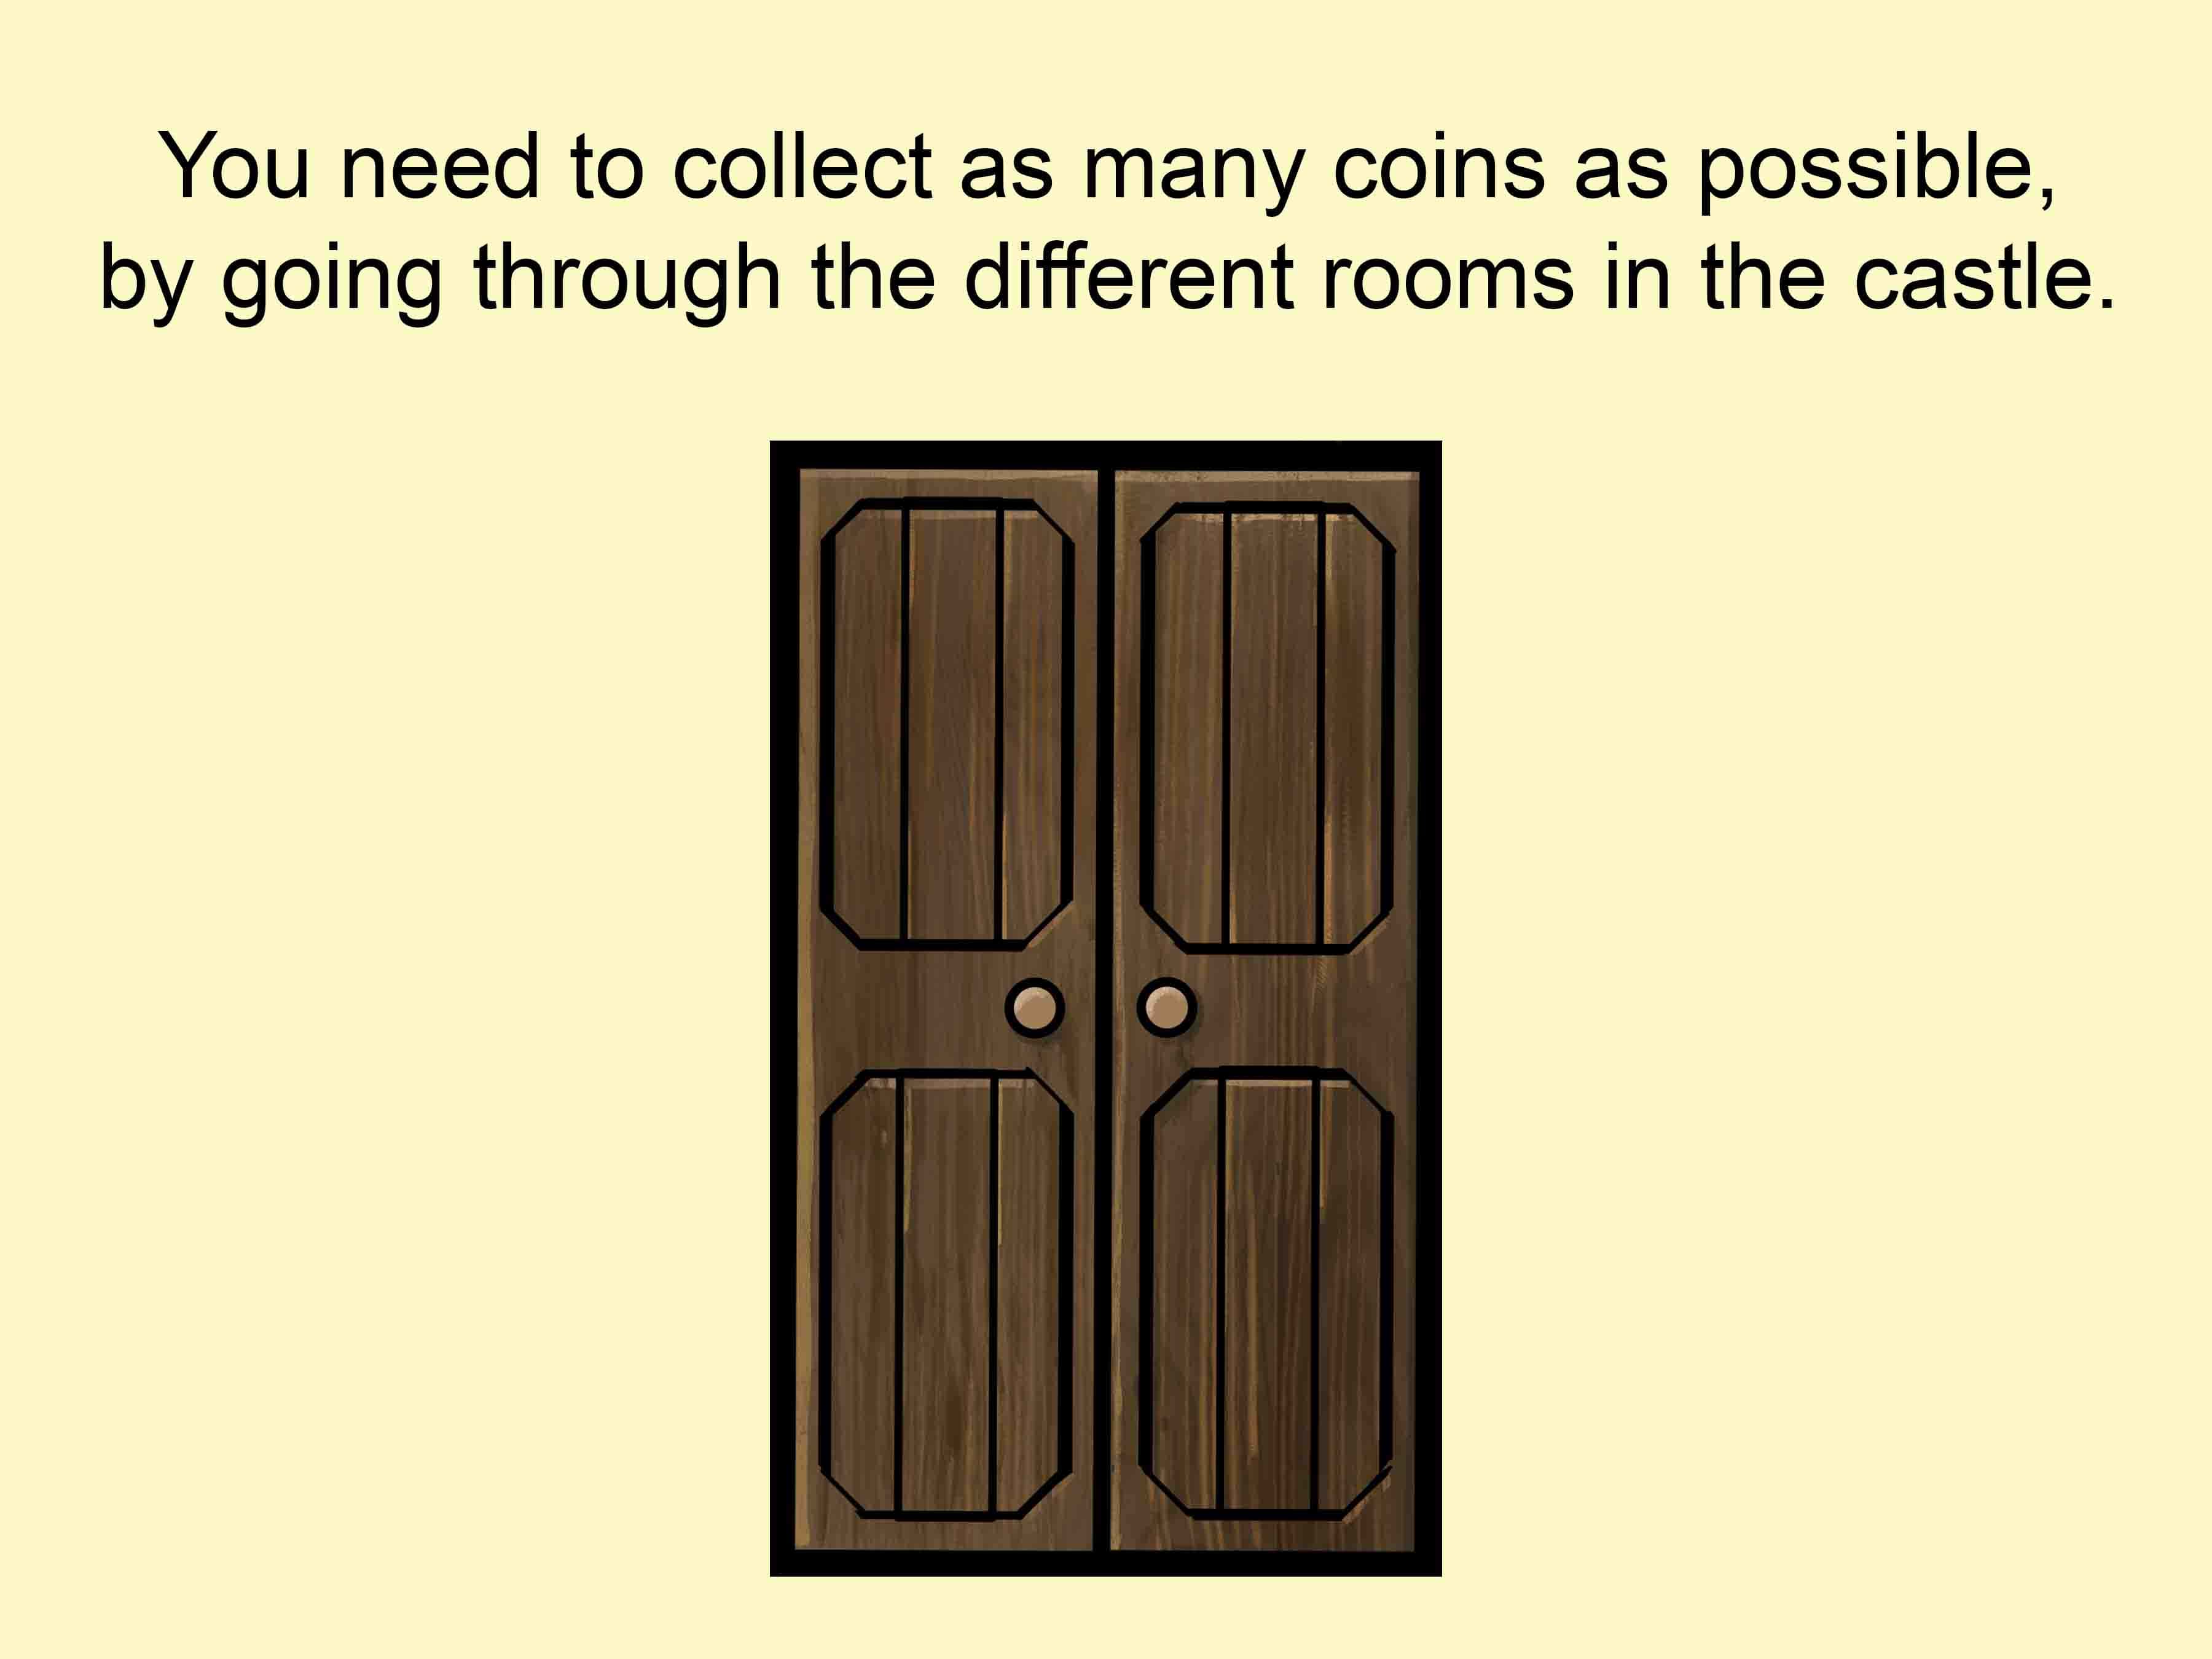 You need to collect as many coins as possible,
by going through the different rooms in the castle.